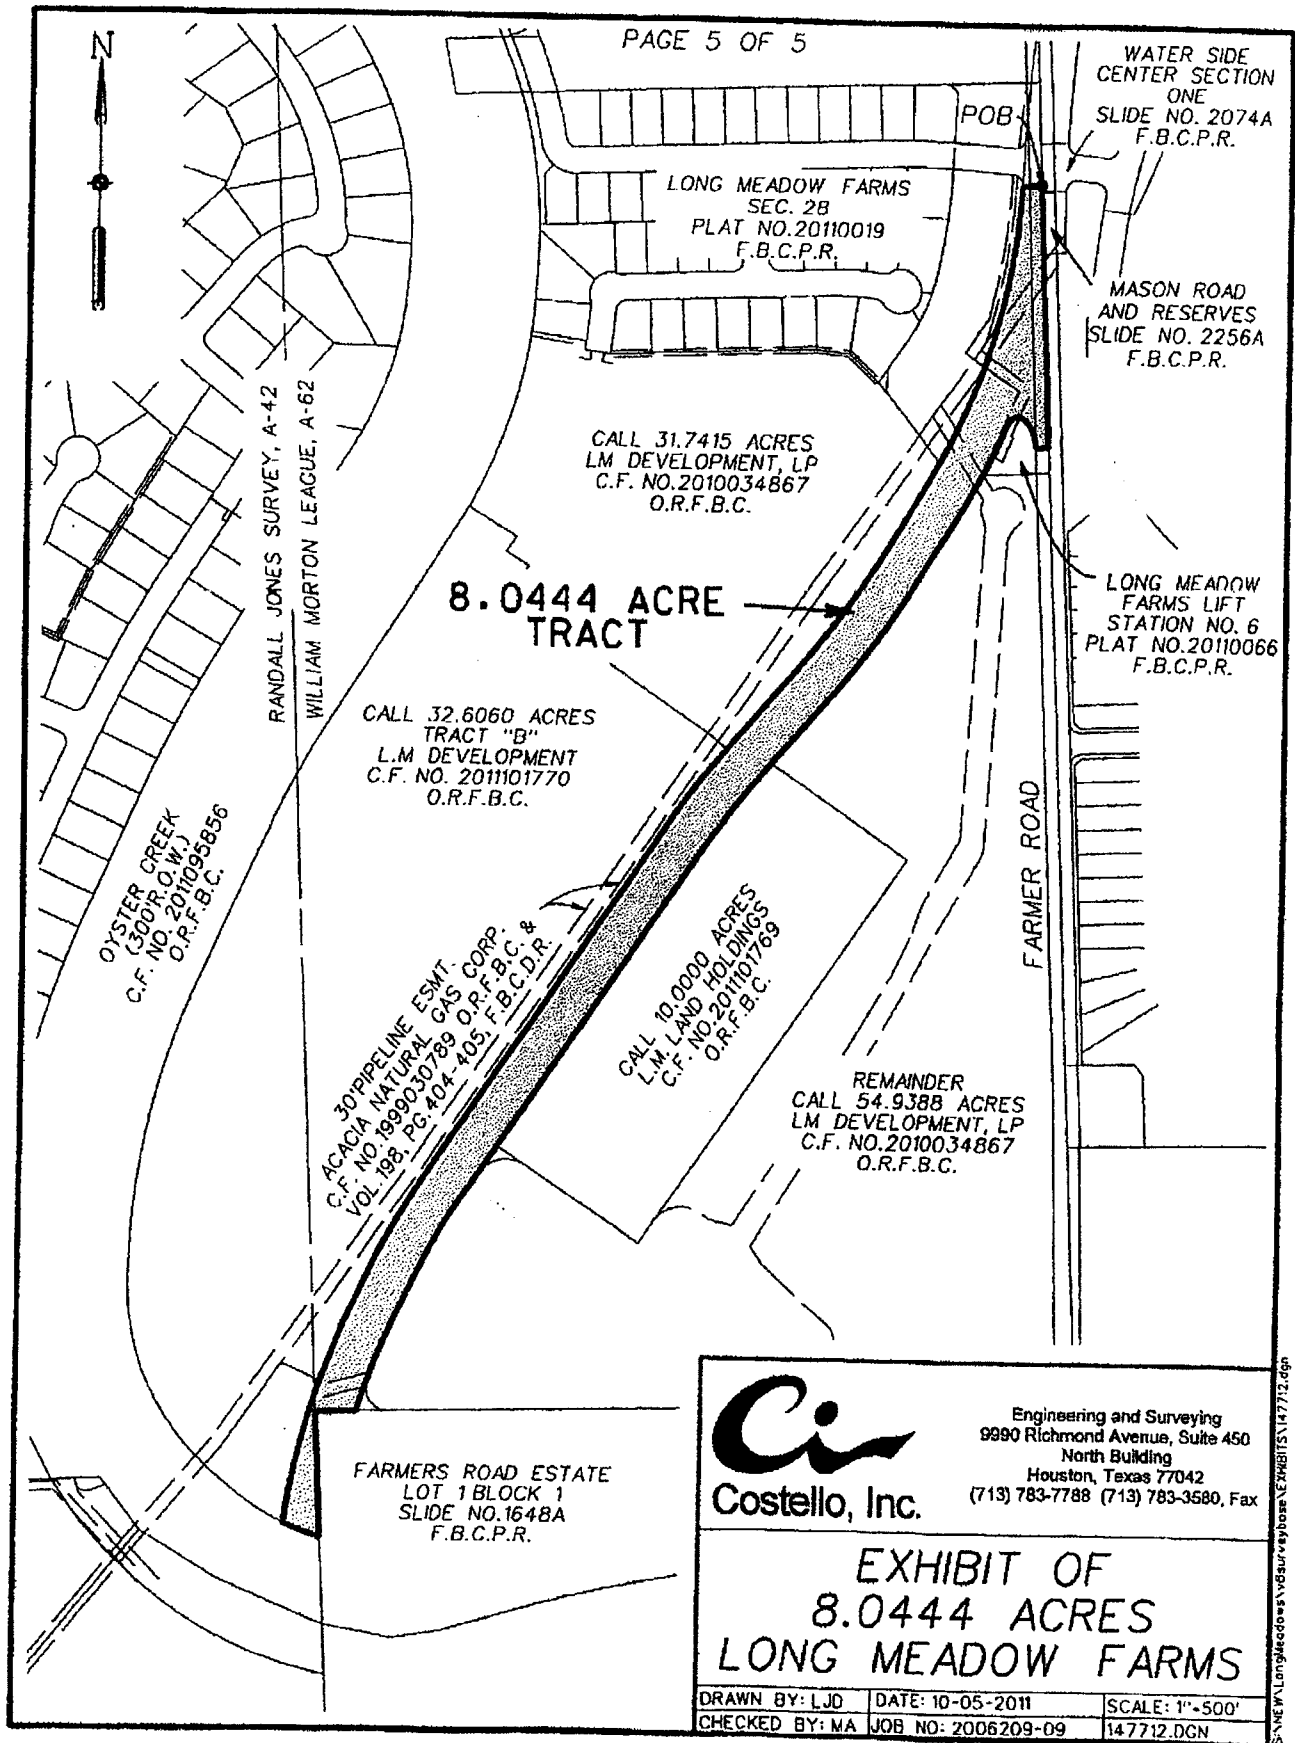 PAGE 5 OF 5
N
WATER SIDE
CENTER SECTION
ONE
SLIDE NO. 2074A
F.B.C.P.R.
POB
LONG MEADOW FARMS
SEC. 28
PLAT NO.20110019
F.B.C.P.R.
MASON ROAD
AND RESERVES
SLIDE NO. 2256A
F.B.C.P.R.
RANDALL JONES SURVEY, A-42
WILLIAM MORTON LEAGUE, A-62
CALL 31.7415 ACRES
LM DEVELOPMENT, LP
C.F. NO.2010034867
O.R.F.B.C.
8.0444 ACRE
TRACT
LONG MEADOW
FARMS LIFT
STATION NO. 6
PLAT NO.20110066
F.B.C.P.R.
CALL 32.6060 ACRES
TRACT "B"
L.M DEVELOPMENT
C.F. NO. 2011101770
O.R.F.B.C.
OYSTER CREEK
(300'R.O.W.)
C.F. NO. 2011095856
O.R.F.B.C.
FARMER ROAD
30'PIPELINE ESMT.
ACACIA NATURAL GAS CORP.
C.F. NO.1999030789 O.R.F.B.C. &
VOL.198, PG.404-405, F.B.C.D.R.
CALL 10.0000 ACRES
L.M. LAND HOLDINGS
C.F. NO.2011101769
O.R.F.B.C.
REMAINDER
CALL 54.9388 ACRES
LM DEVELOPMENT, LP
C.F. NO.2010034867
O.R.F.B.C.
FARMERS ROAD ESTATE
LOT 1 BLOCK 1
SLIDE NO.1648A
F.B.C.P.R.
Ci
Costello, Inc.
Engineering and Surveying
9990 Richmond Avenue, Suite 450
North Building
Houston, Texas 77042
(713) 783-7788 (713) 783-3580, Fax
EXHIBIT OF
8.0444 ACRES
LONG MEADOW FARMS
DRAWN BY: LJD
DATE: 10-05-2011
SCALE: 1"=500'
CHECKED BY: MA
JOB NO: 2006209-09
147712.DGN
S:\NEW\LongMeadows\v8surveybase\EXHIBITS\147712.dgn